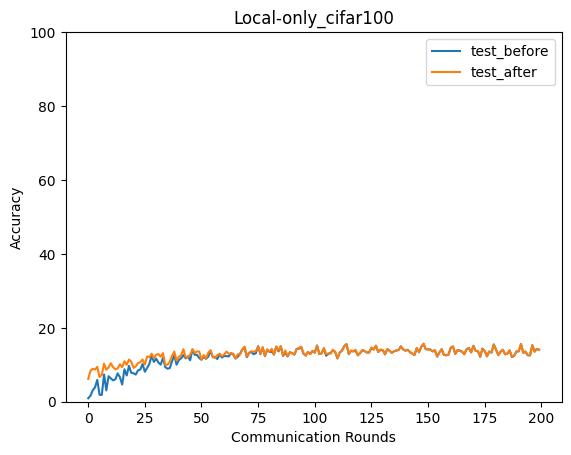 Local-only_cifar100
test_before
test_after
Accuracy
100
80
60
40
20
0
0 25 50 75 100 125 150 175 200
Communication Rounds